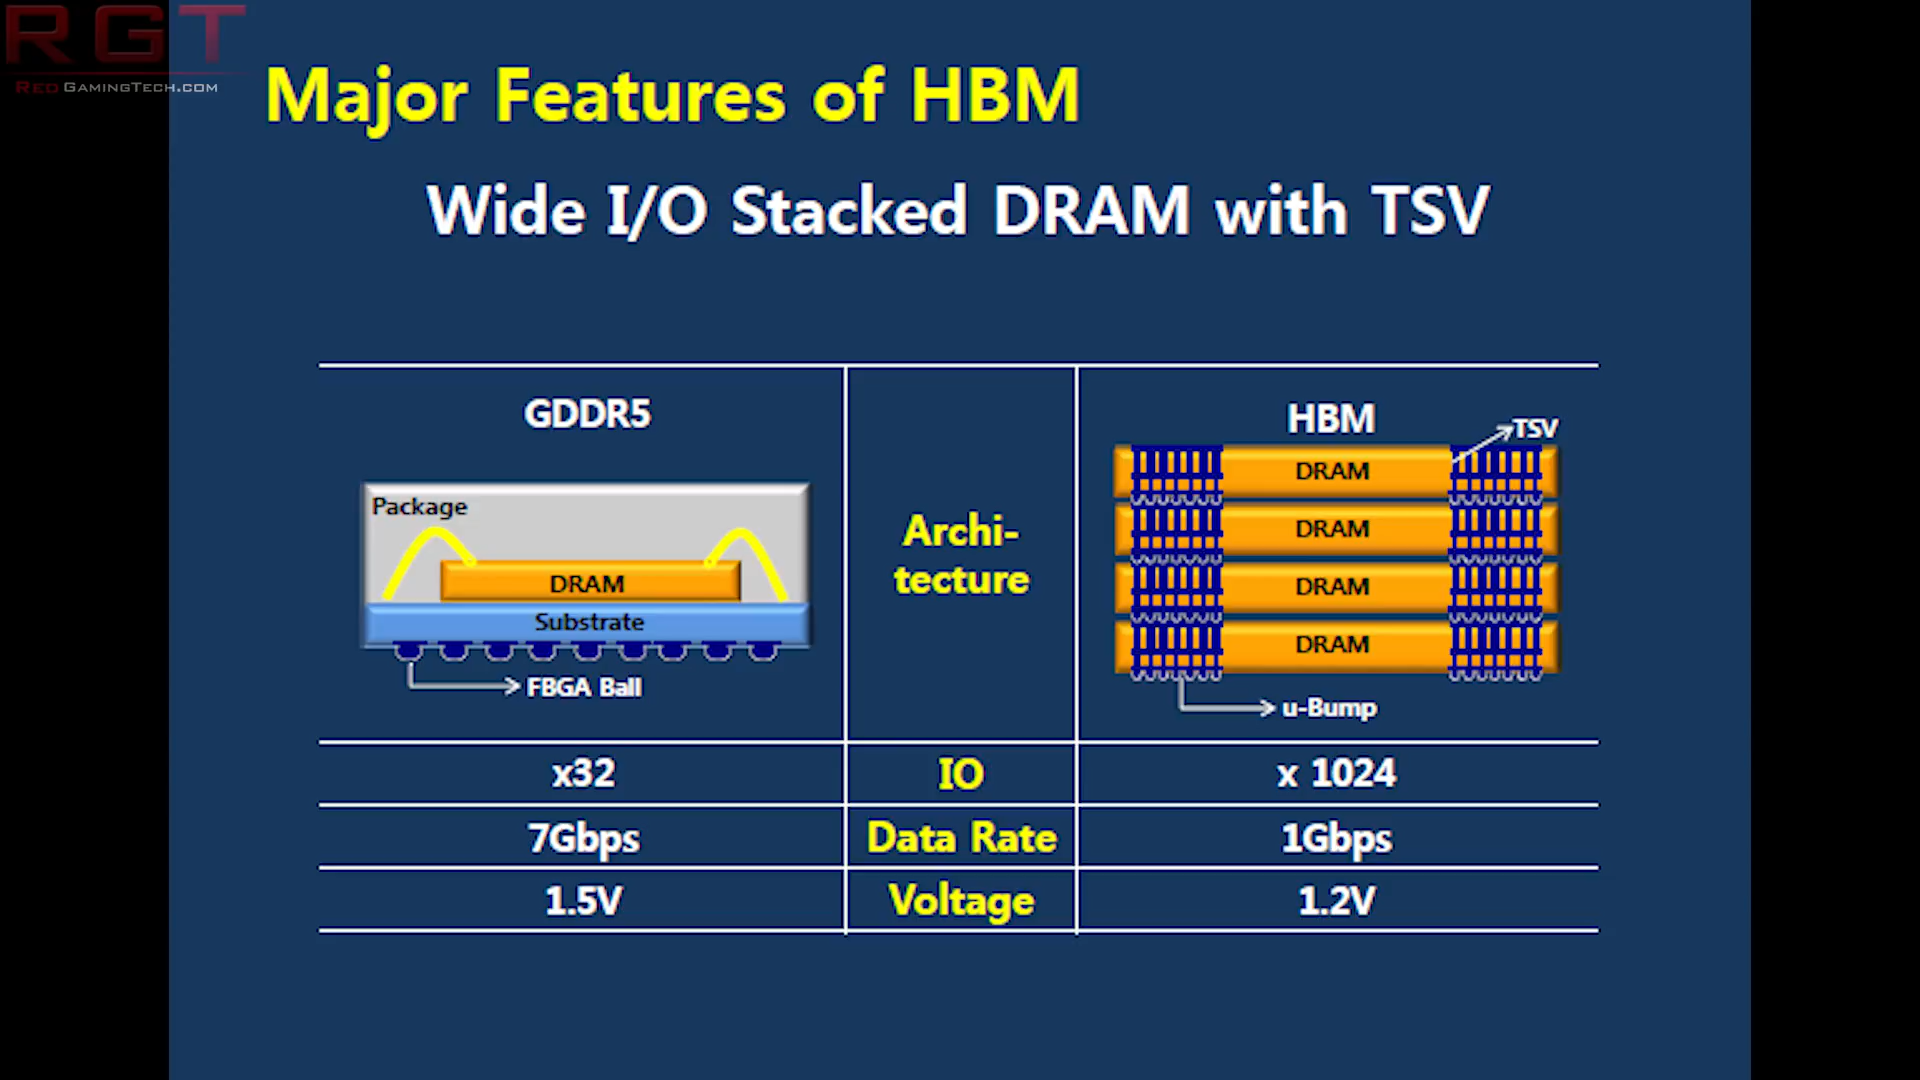 RGT
RedGamingTech.com
Major Features of HBM
Wide I/O Stacked DRAM with TSV
GDDR5
Package
DRAM
Substrate
FBGA Ball
Archi-
tecture
HBM
TSV
DRAM
DRAM
DRAM
DRAM
u-Bump
x32 IO x 1024
7Gbps Data Rate 1Gbps
1.5V Voltage 1.2V